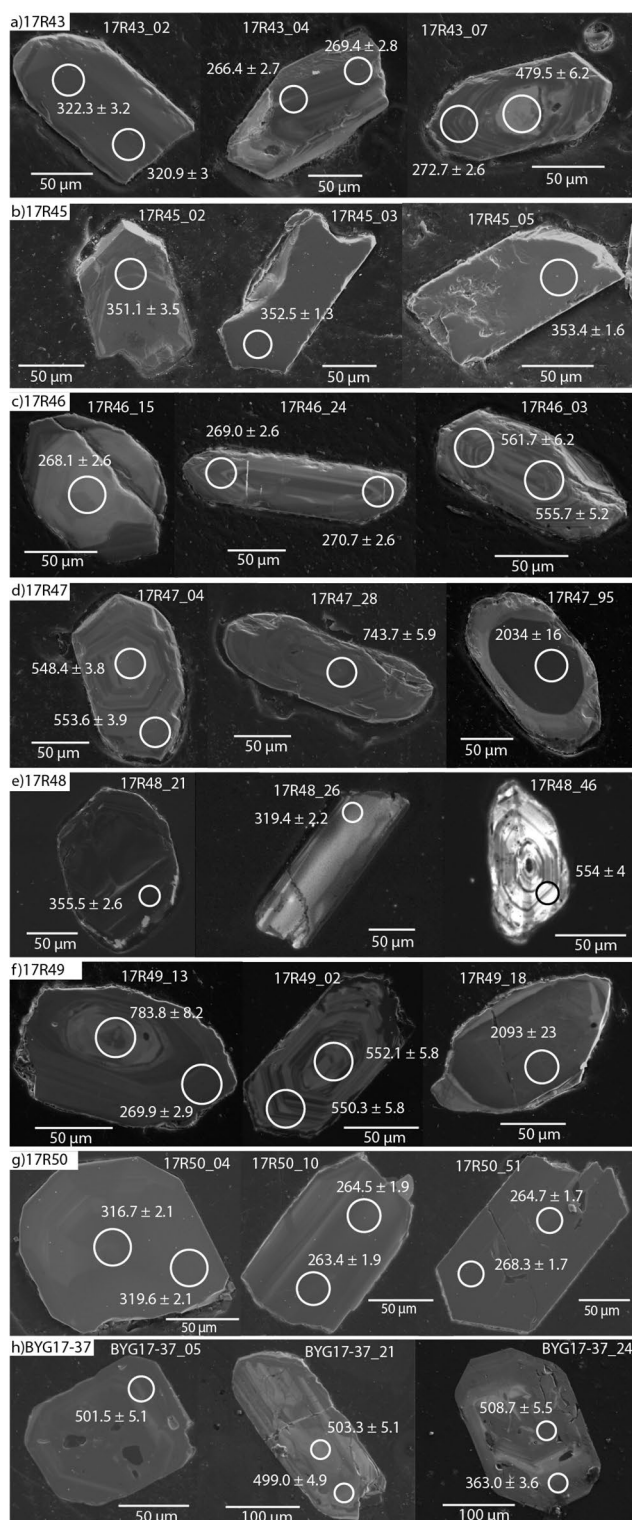 a)17R43
17R43_02
17R43_04
17R43_07
269.4 ± 2.8
266.4 ± 2.7
479.5 ± 6.2
322.3 ± 3.2
320.9 ± 3
272.7 ± 2.6
50 µm
50 µm
50 µm
b)17R45
17R45_02
17R45_03
17R45_05
351.1 ± 3.5
352.5 ± 1.3
353.4 ± 1.6
50 µm
50 µm
50 µm
c)17R46
17R46_15
17R46_24
17R46_03
269.0 ± 2.6
561.7 ± 6.2
268.1 ± 2.6
555.7 ± 5.2
270.7 ± 2.6
50 µm
50 µm
50 µm
d)17R47
17R47_04
17R47_28
17R47_95
743.7 ± 5.9
2034 ± 16
548.4 ± 3.8
553.6 ± 3.9
50 µm
50 µm
50 µm
e)17R48
17R48_21
17R48_26
17R48_46
319.4 ± 2.2
554 ± 4
355.5 ± 2.6
50 µm
50 µm
50 µm
f)17R49
17R49_13
17R49_02
17R49_18
783.8 ± 8.2
2093 ± 23
552.1 ± 5.8
269.9 ± 2.9
550.3 ± 5.8
50 µm
50 µm
50 µm
g)17R50
17R50_04
17R50_10
17R50_51
316.7 ± 2.1
264.5 ± 1.9
264.7 ± 1.7
263.4 ± 1.9
268.3 ± 1.7
319.6 ± 2.1
50 µm
50 µm
50 µm
h)BYG17-37
BYG17-37_05
BYG17-37_21
BYG17-37_24
501.5 ± 5.1
503.3 ± 5.1
508.7 ± 5.5
499.0 ± 4.9
363.0 ± 3.6
50 µm
100 µm
100 µm